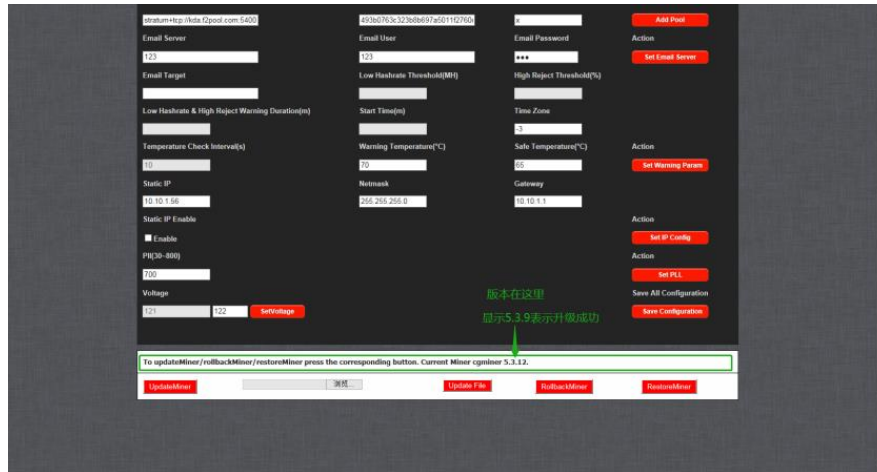 stratum+tcp://kda.f2pool.com:5400 493b0763c323b8b697a5011f2760 x Add Pool
Email Server Email User Email Password Action
123 123 ●●● Set Email Server
Email Target Low Hashrate Threshold(MH) High Reject Threshold(%)
Low Hashrate & High Reject Warning Duration(m) Start Time(m) Time Zone
-3
Temperature Check Interval(s) Warning Temperature(°C) Safe Temperature(°C) Action
10 70 65 Set Warning Param
Static IP Netmask Gateway
10.10.1.56 255.255.255.0 10.10.1.1
Static IP Enable Action
Enable Set IP Config
Pll(30~800) Action
700 Set PLL
Voltage 版本在这里 Save All Configuration
121 122 SetVoltage 显示5.3.9表示升级成功 Save Configuration
To updateMiner/rollbackMiner/restoreMiner press the corresponding button. Current Miner cgminer 5.3.12.
UpdateMiner 浏览... Update File RollbackMiner RestoreMiner